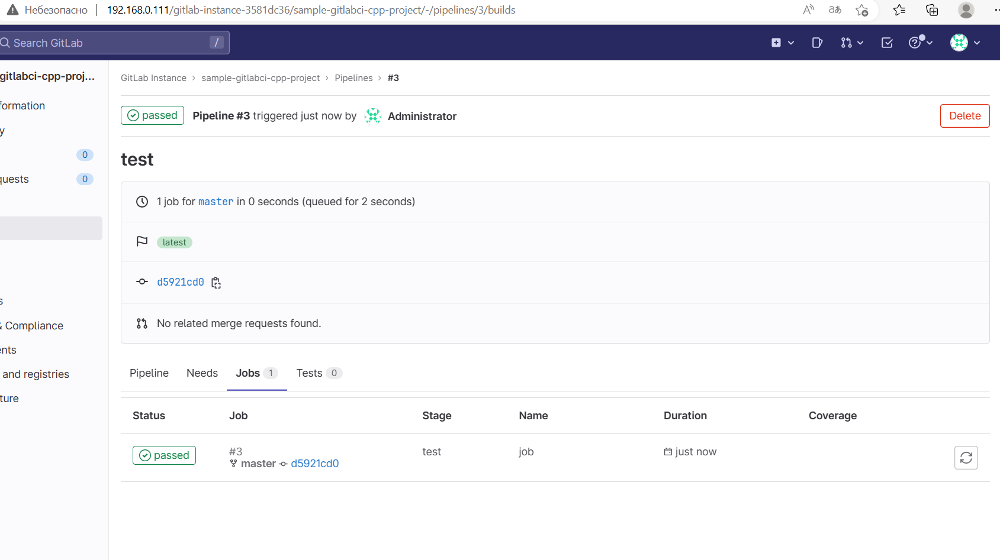 Небезопасно | 192.168.0.111/gitlab-instance-3581dc36/sample-gitlabci-cpp-project/-/pipelines/3/builds
Search GitLab /
gitlabci-cpp-proj...
formation
y
0
quests 0
s
& Compliance
ents
and registries
ture
GitLab Instance > sample-gitlabci-cpp-project > Pipelines > #3
passed Pipeline #3 triggered just now by Administrator Delete
test
1 job for master in 0 seconds (queued for 2 seconds)
latest
d5921cd0
No related merge requests found.
Pipeline Needs Jobs 1 Tests 0
Status Job Stage Name Duration Coverage
passed #3 test job just now
master d5921cd0